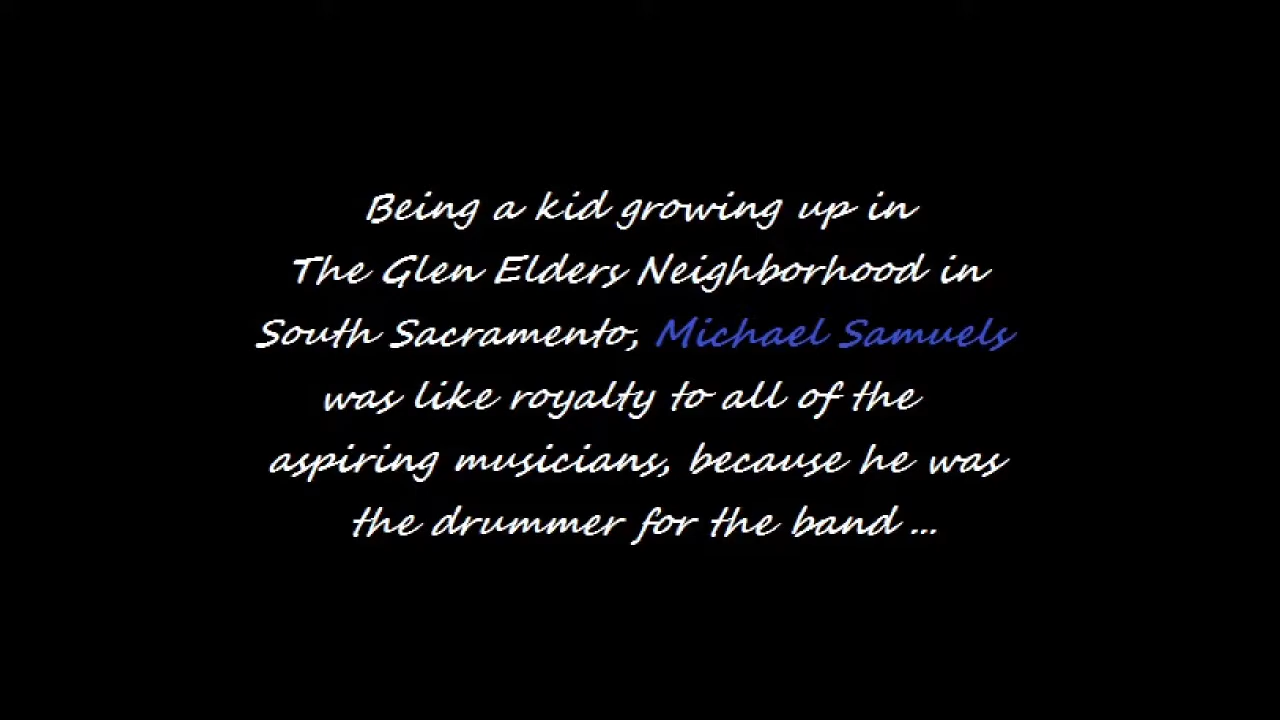 Being a kid growing up in
The Glen Elders Neighborhood in
South Sacramento, Michael Samuels
was like royalty to all of the
aspiring musicians, because he was
the drummer for the band ...